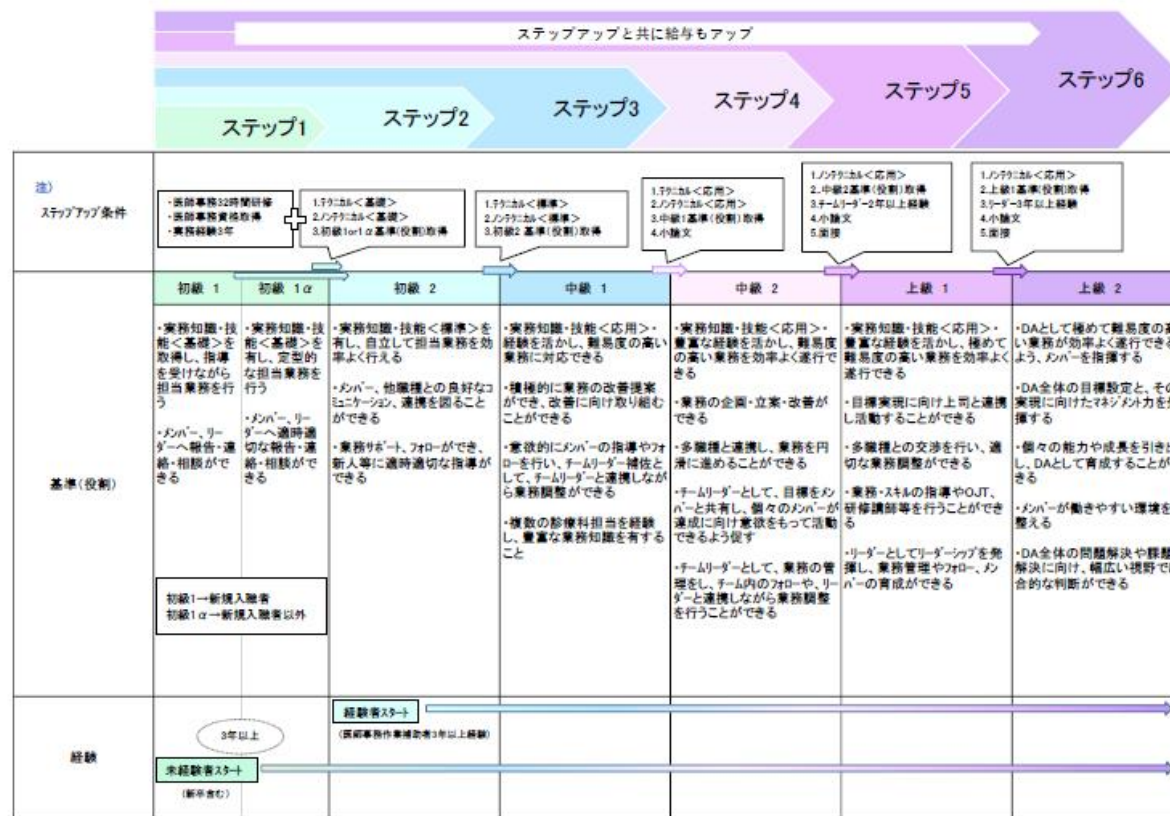 ステップアップと共に給与もアップ
ステップ1
ステップ2
ステップ3
ステップ4
ステップ5
ステップ6
注)
ステップアップ条件
・医師事務32時間研修
・医師事務資格取得
・実務経験3年
1.テクニカル<基礎>
2.ノンテクニカル<基礎>
3.初級1or1α基準(役割)取得
1.テクニカル<標準>
2.ノンテクニカル<標準>
3.初級2 基準(役割)取得
1.テクニカル<応用>
2.ノンテクニカル<応用>
3.中級1基準(役割)取得
4.小論文
1.ノンテクニカル<応用>
2.中級2基準(役割)取得
3.チームリーダー2年以上経験
4.小論文
5.面接
1.ノンテクニカル<応用>
2.上級1基準(役割)取得
3.リーダー3年以上経験
4.小論文
5.面接
基準(役割)
初級 1
・実務知識・技
能<基礎>を
取得し、指導
を受けながら
担当業務を行
う
・メンバー、リー
ダーへ報告・連
絡・相談がで
きる
初級 1α
・実務知識・技
能<基礎>を
有し、定型的
な担当業務を
行う
・メンバー、リー
ダーへ適時適
切な報告・連
絡・相談がで
きる
初級1→新規入職者
初級1α→新規入職者以外
初級 2
・実務知識・技能<標準>を
有し、自立して担当業務を効
率よく行える
・メンバー、他職種との良好なコ
ミュニケーション、連携を図ること
ができる
・業務サポート、フォローができ、
新人等に適時適切な指導が
できる
中級 1
・実務知識・技能<応用>・
経験を活かし、難易度の高い
業務に対応できる
・積極的に業務の改善提案
ができ、改善に向け取り組む
ことができる
・意欲的にメンバーの指導やフォ
ローを行い、チームリーダー補佐と
して、チームリーダーと連携しなが
ら業務調整ができる
・複数の診療科担当を経験
し、豊富な業務知識を有する
こと
中級 2
・実務知識・技能<応用>・
豊富な経験を活かし、難易度
の高い業務を効率よく遂行で
きる
・業務の企画・立案・改善が
できる
・多職種と連携し、業務を円
滑に進めることができる
・チームリーダーとして、目標をメン
バーと共有し、個々のメンバーが
達成に向け意欲をもって活動
できるよう促す
・チームリーダーとして、業務の管
理をし、チーム内のフォローや、リー
ダーと連携しながら業務調整
を行うことができる
上級 1
・実務知識・技能<応用>・
豊富な経験を活かし、極めて
難易度の高い業務を効率よく
遂行できる
・目標実現に向け上司と連携
し活動することができる
・多職種との交渉を行い、適
切な業務調整ができる
・業務・スキルの指導やOJT、
研修講師等を行うことができ
る
・リーダーとしてリーダーシップを発
揮し、業務管理やフォロー、メン
バーの育成ができる
上級 2
・DAとして極めて難易度の高
い業務が効率よく遂行できる
よう、メンバーを指揮する
・DA全体の目標設定と、その
実現に向けたマネジメント力を
揮する
・個々の能力や成長を引き
し、DAとして育成することが
きる
・メンバーが働きやすい環境を
整える
・DA全体の問題解決や課題
解決に向け、幅広い視野で
合的な判断ができる
経験
経験者スタート
(医師事務作業補助者3年以上経験)
3年以上
未経験者スタート
(新卒含む)